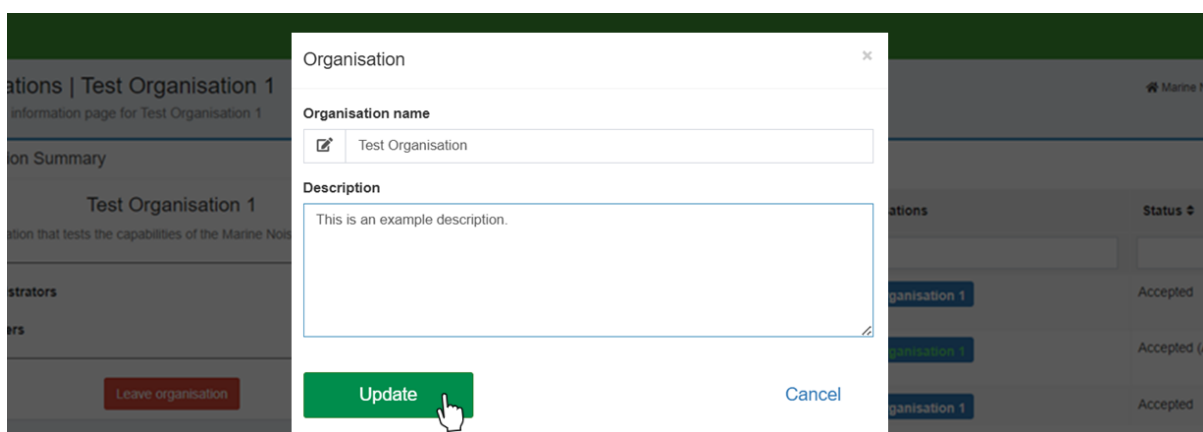 Organisation
×
ations | Test Organisation 1
information page for Test Organisation 1
Marine N
Organisation name
Test Organisation
ion Summary
Description
This is an example description.
Test Organisation 1
ation that tests the capabilities of the Marine Nois
ations
Status
strators
ers
ganisation 1
Accepted
ganisation 1
Accepted (
Leave organisation
Update
Cancel
ganisation 1
Accepted